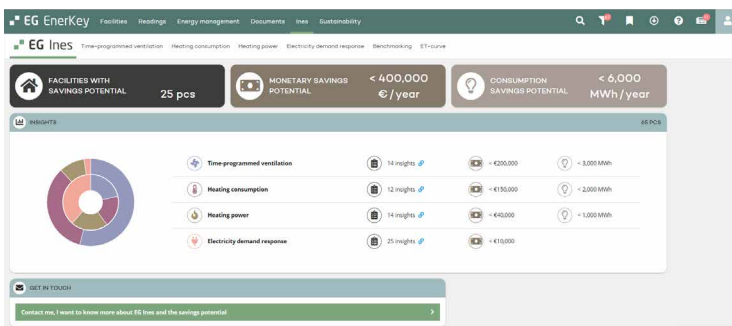 EG EnerKey Facilities Readings Energy management Documents Ines Sustainability
EG Ines Time-programmed ventilation Heating consumption Heating power Electricity demand response Benchmarking ET-curve
FACILITIES WITH
SAVINGS POTENTIAL
25 pcs
MONETARY SAVINGS
POTENTIAL
< 400,000
€/year
CONSUMPTION
SAVINGS POTENTIAL
< 6,000
MWh/year
INSIGHTS 65 PCS
Time-programmed ventilation 14 insights < €200,000 < 3,000 MWh
Heating consumption 12 insights < €150,000 < 2,000 MWh
Heating power 14 insights < €40,000 < 1,000 MWh
Electricity demand response 25 insights < €10,000
GET IN TOUCH
Contact me, I want to know more about EG Ines and the savings potential